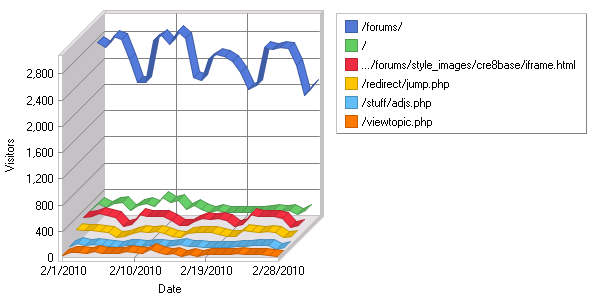 /forums/
/
.../forums/style_images/cre8base/iframe.html
/redirect/jump.php
/stuff/adjs.php
/viewtopic.php
2,800
2,400
2,000
1,600
1,200
800
400
0
Visitors
2/1/2010 2/10/2010 2/19/2010 2/28/2010
Date